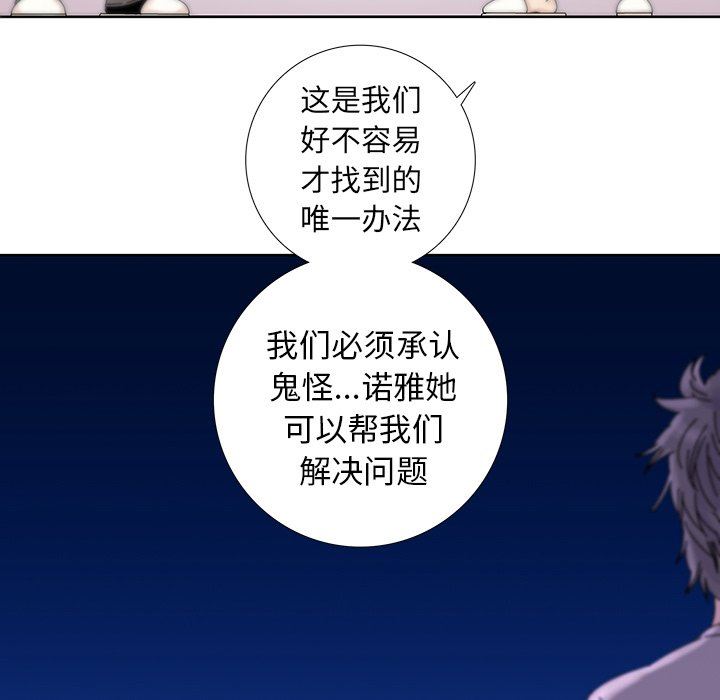 这是我们
好不容易
才找到的
唯一办法
我们必须承认
鬼怪...诺雅她
可以帮我们
解决问题